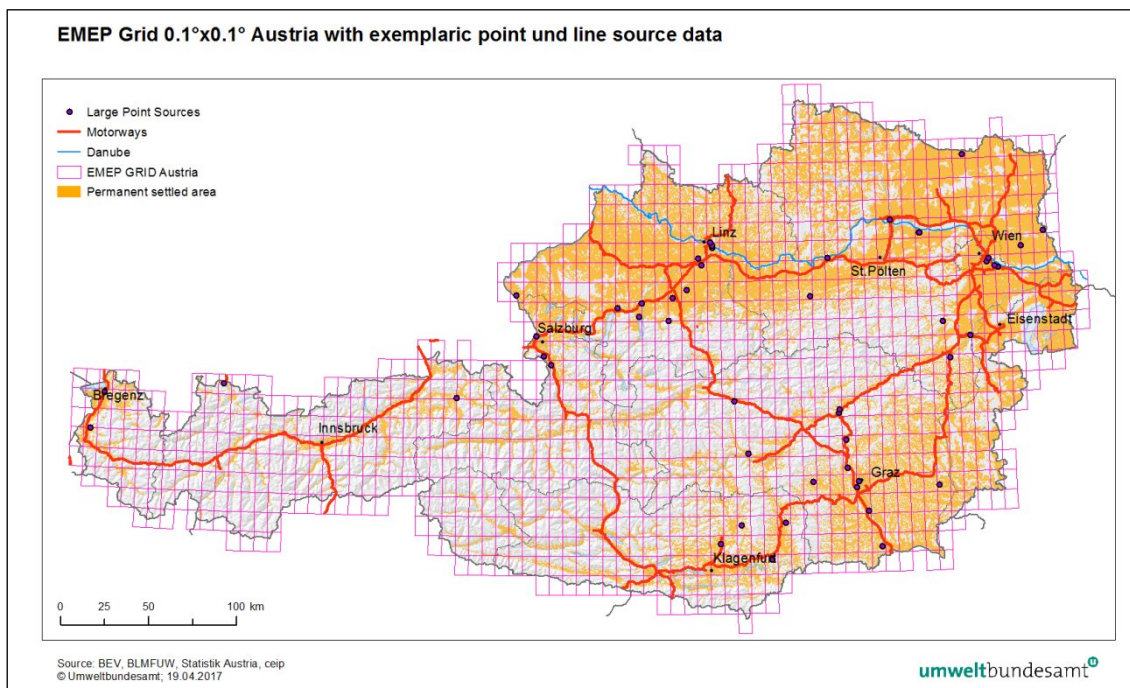 EMEP Grid 0.1°x0.1° Austria with exemplaric point und line source data
Large Point Sources
Motorways
Danube
EMEP GRID Austria
Permanent settled area
Linz
Wien
St.Pölten
Eisenstadt
Salzburg
Bregenz
Innsbruck
Graz
Klagenfurt
0 25 50 100 km
Source: BEV, BLMFUW, Statistik Austria, ceip
© Umweltbundesamt; 19.04.2017
umweltbundesamt u